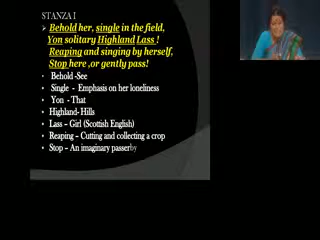 STANZA I
➢ Behold her, single in the field,
Yon solitary Highland Lass !
Reaping and singing by herself,
Stop here ,or gently pass!
• Behold -See
• Single - Emphasis on her loneliness
• Yon - That
• Highland- Hills
• Lass – Girl (Scottish English)
• Reaping – Cutting and collecting a crop
• Stop – An imaginary passerby